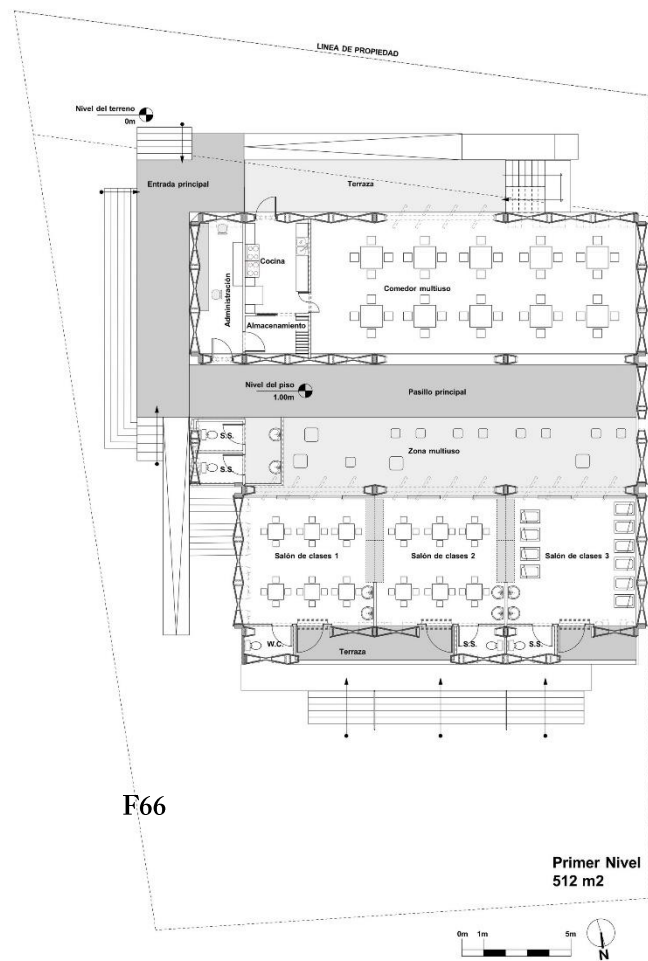 LINEA DE PROPIEDAD
Nivel del terreno
0m
Entrada principal
Terraza
Cocina
Administración
Comedor multiuso
Almacenamiento
Nivel del piso
1.00m
Pasillo principal
S.S.
Zona multiuso
S.S.
Salón de clases 1
Salón de clases 2
Salón de clases 3
W.C.
Terraza
S.S.
S.S.
F66
Primer Nivel
512 m2
0m 1m 5m
N